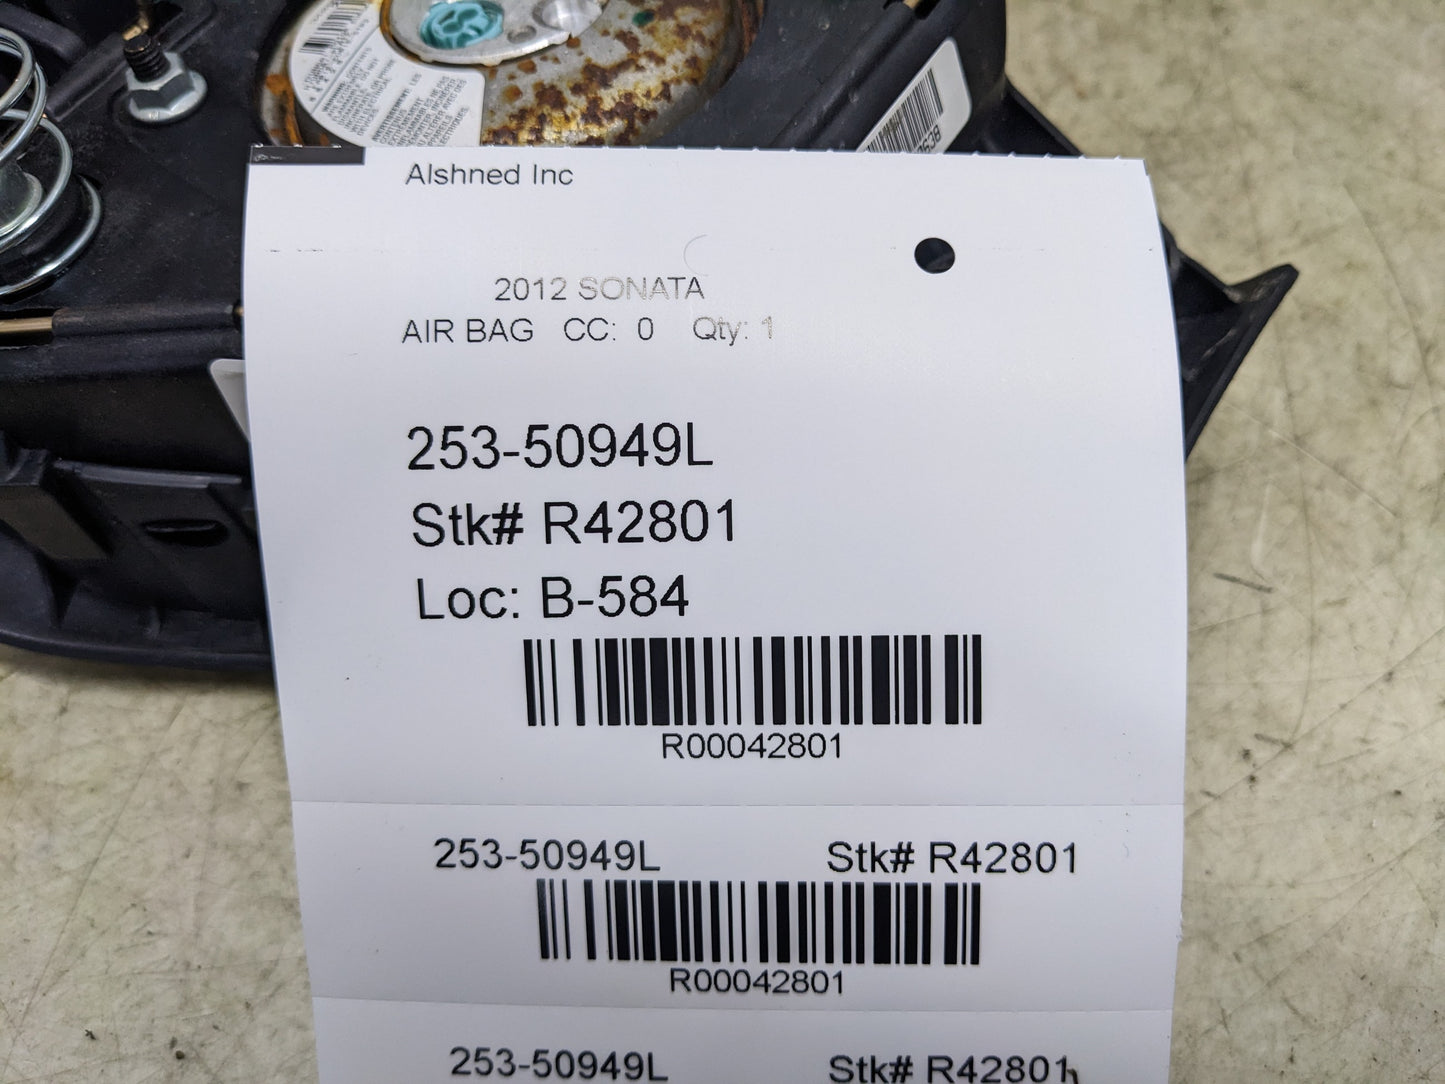 063B
Alshned Inc
2012 SONATA
AIR BAG CC: 0 Qty: 1
253-50949L
Stk# R42801
Loc: B-584
R00042801
253-50949L Stk# R42801
R00042801
253-50949L Stk# R42801